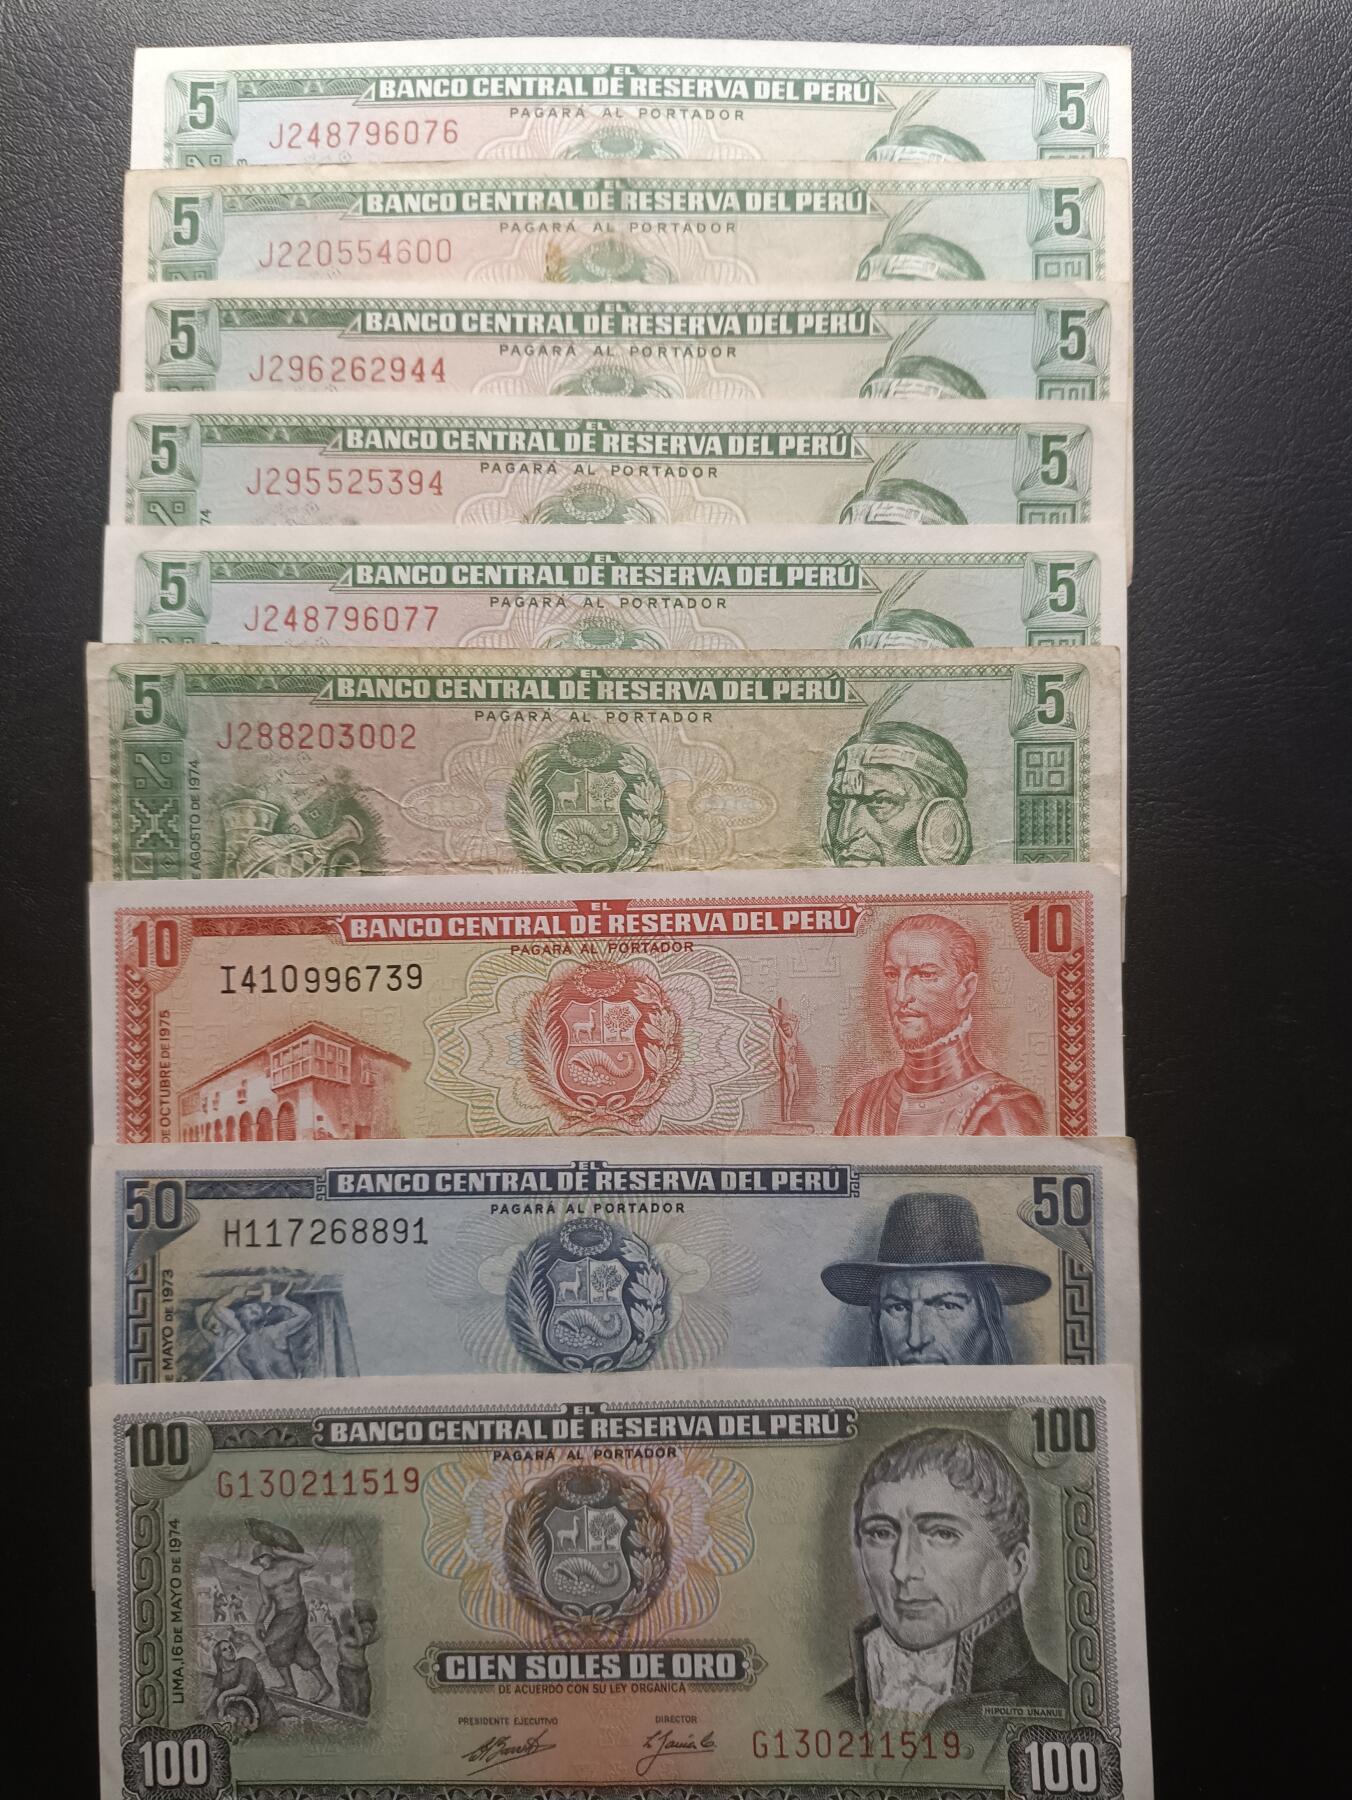 5 EL 5
BANCO CENTRAL DE RESERVA DEL PERÚ
PAGARÁ AL PORTADOR
J248796076
5 EL 5
BANCO CENTRAL DE RESERVA DEL PERÚ
PAGARÁ AL PORTADOR
J220554600
5 EL 5
BANCO CENTRAL DE RESERVA DEL PERÚ
PAGARÁ AL PORTADOR
J296262944
5 EL 5
BANCO CENTRAL DE RESERVA DEL PERÚ
PAGARÁ AL PORTADOR
J295525394
74
5 EL 5
BANCO CENTRAL DE RESERVA DEL PERÚ
PAGARÁ AL PORTADOR
J248796077
5 EL 5
BANCO CENTRAL DE RESERVA DEL PERÚ
PAGARÁ AL PORTADOR
J288203002
E AGOSTO DE 1974
10 EL 10
BANCO CENTRAL DE RESERVA DEL PERÚ
PAGARÁ AL PORTADOR
I410996739
DE OCTUBRE DE 1975
50 EL 50
BANCO CENTRAL DE RESERVA DEL PERÚ
PAGARÁ AL PORTADOR
H117268891
E MAYO DE 1973
100 EL 100
BANCO CENTRAL DE RESERVA DEL PERÚ
PAGARÁ AL PORTADOR
G130211519
LIMA, 16 DE MAYO DE 1974
CIEN SOLES DE ORO
DE ACUERDO CON SU LEY ORGANICA
PRESIDENTE EJECUTIVO DIRECTOR
HIPOLITO UNANUE
G130211519
100 100